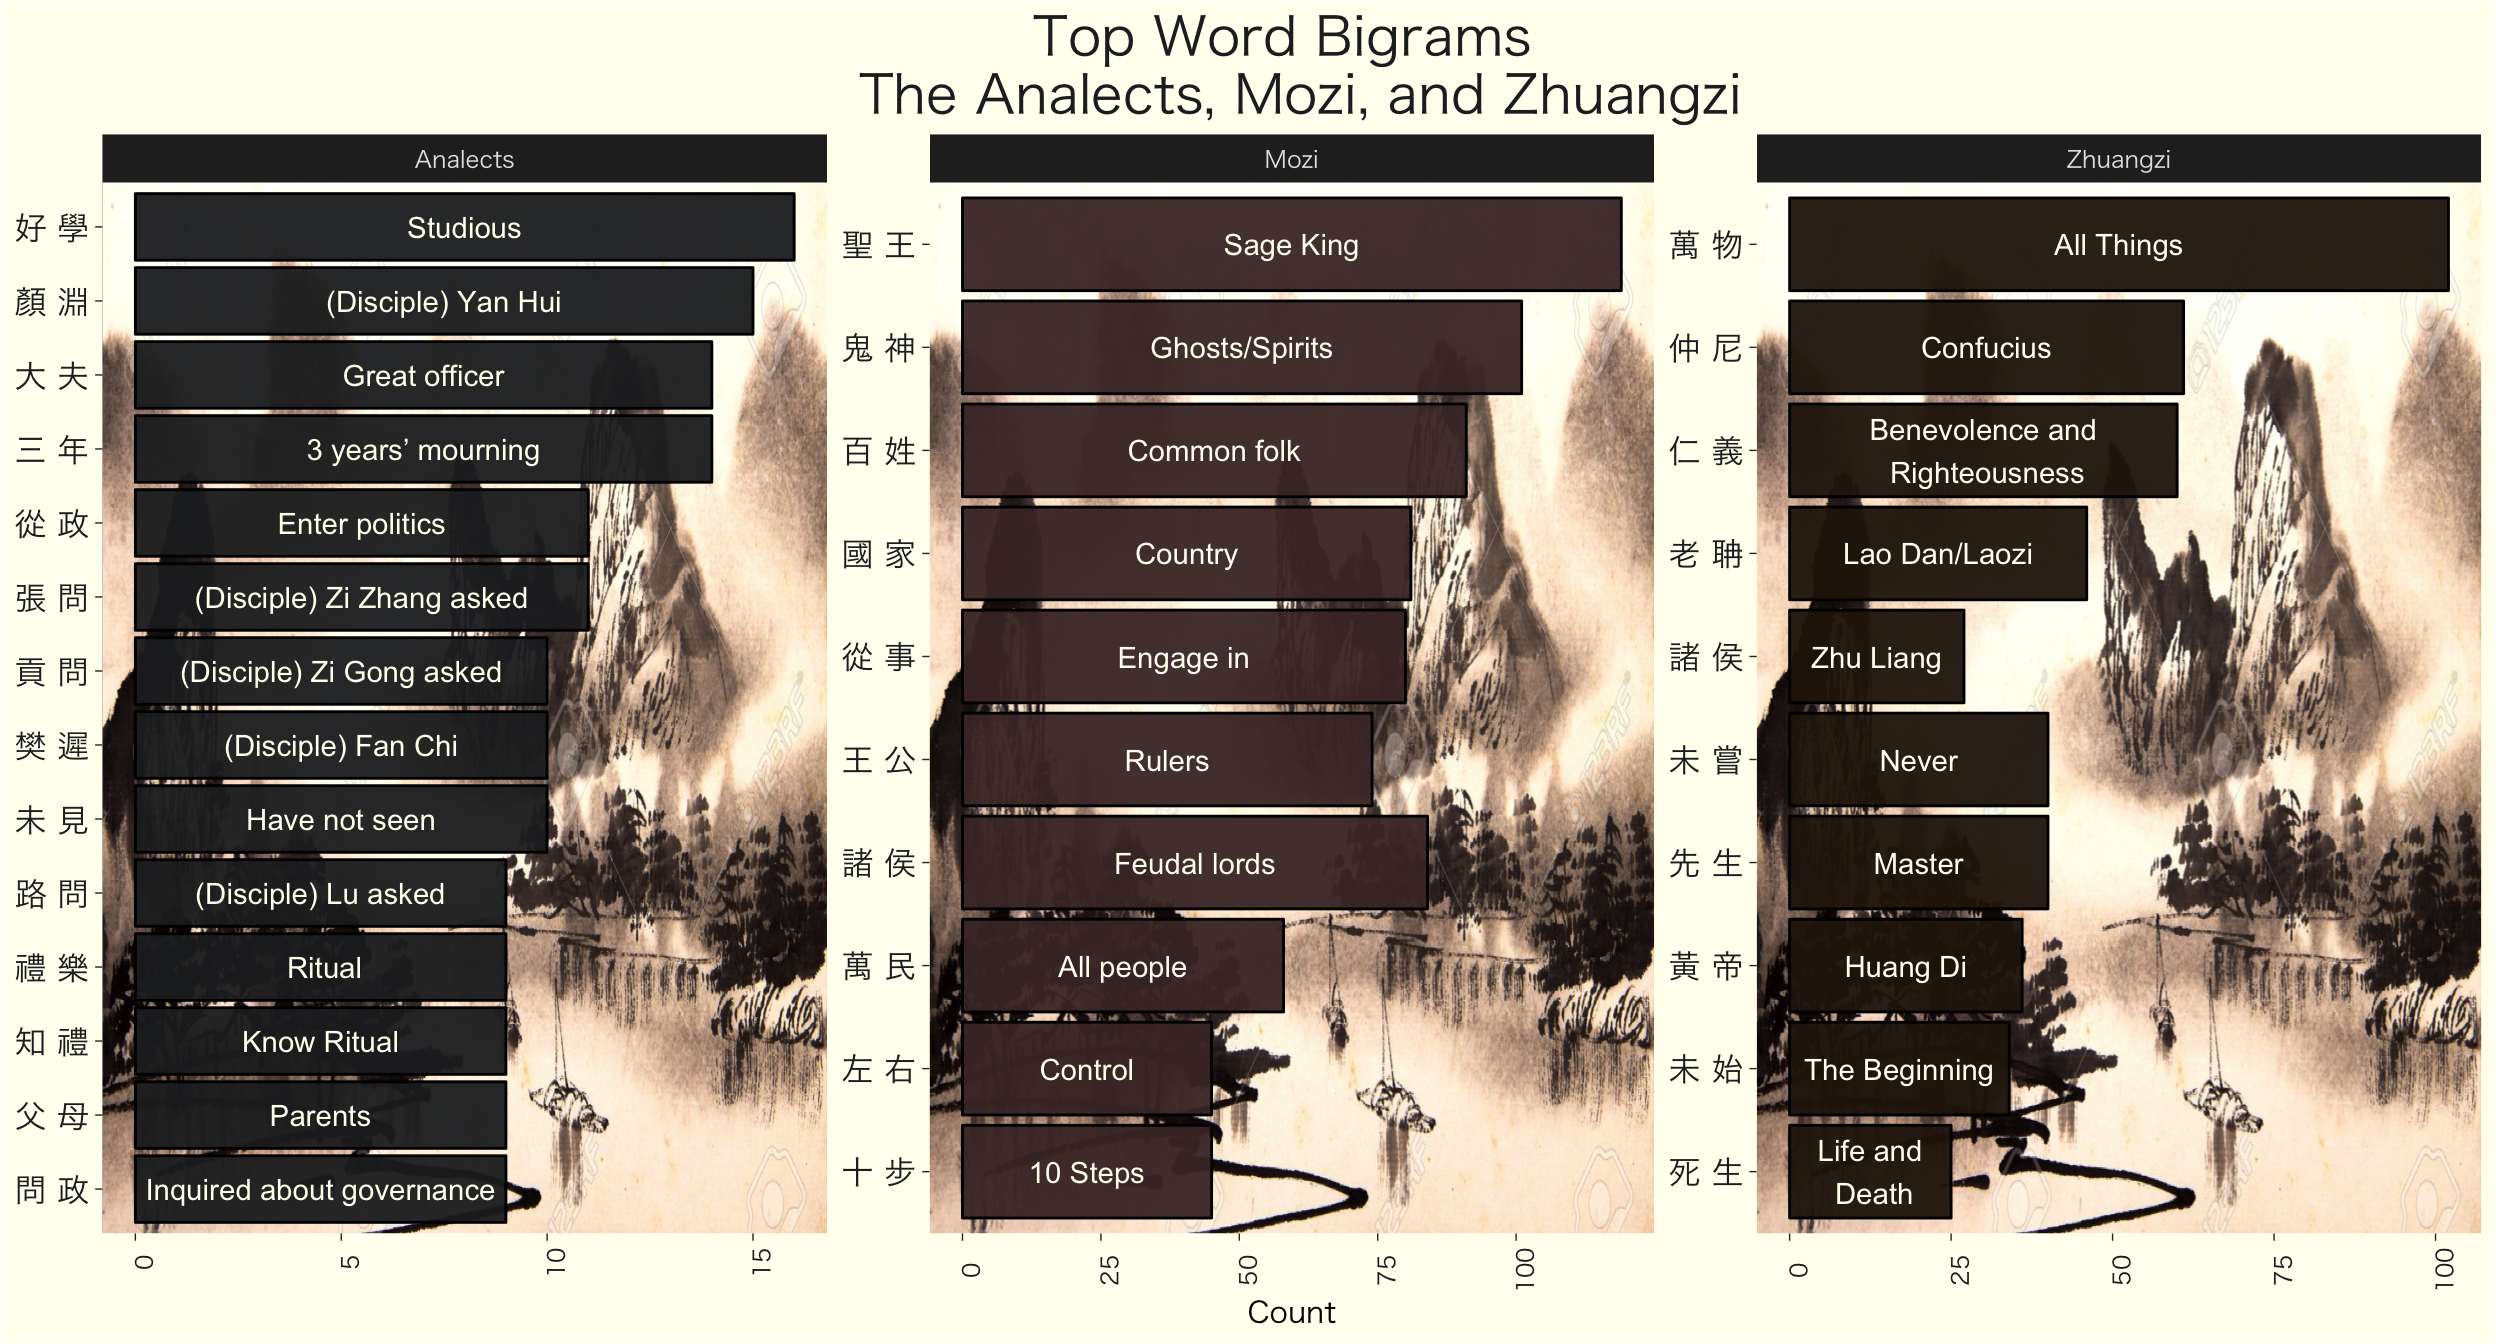 Top Word Bigrams
The Analects, Mozi, and Zhuangzi
Analects
好 學
Studious
顏 淵
(Disciple) Yan Hui
大 夫
Great officer
三 年
3 years’ mourning
從 政
Enter politics
張 問
(Disciple) Zi Zhang asked
貢 問
(Disciple) Zi Gong asked
樊 遲
(Disciple) Fan Chi
未 見
Have not seen
路 問
(Disciple) Lu asked
禮 樂
Ritual
知 禮
Know Ritual
父 母
Parents
問 政
Inquired about governance
0
5
10
15
Mozi
聖 王
Sage King
鬼 神
Ghosts/Spirits
百 姓
Common folk
國 家
Country
從 事
Engage in
王 公
Rulers
諸 侯
Feudal lords
萬 民
All people
左 右
Control
十 步
10 Steps
0
25
50
75
100
Zhuangzi
萬 物
All Things
仲 尼
Confucius
仁 義
Benevolence and
Righteousness
老 聃
Lao Dan/Laozi
諸 侯
Zhu Liang
未 嘗
Never
先 生
Master
黃 帝
Huang Di
未 始
The Beginning
死 生
Life and
Death
0
25
50
75
100
Count